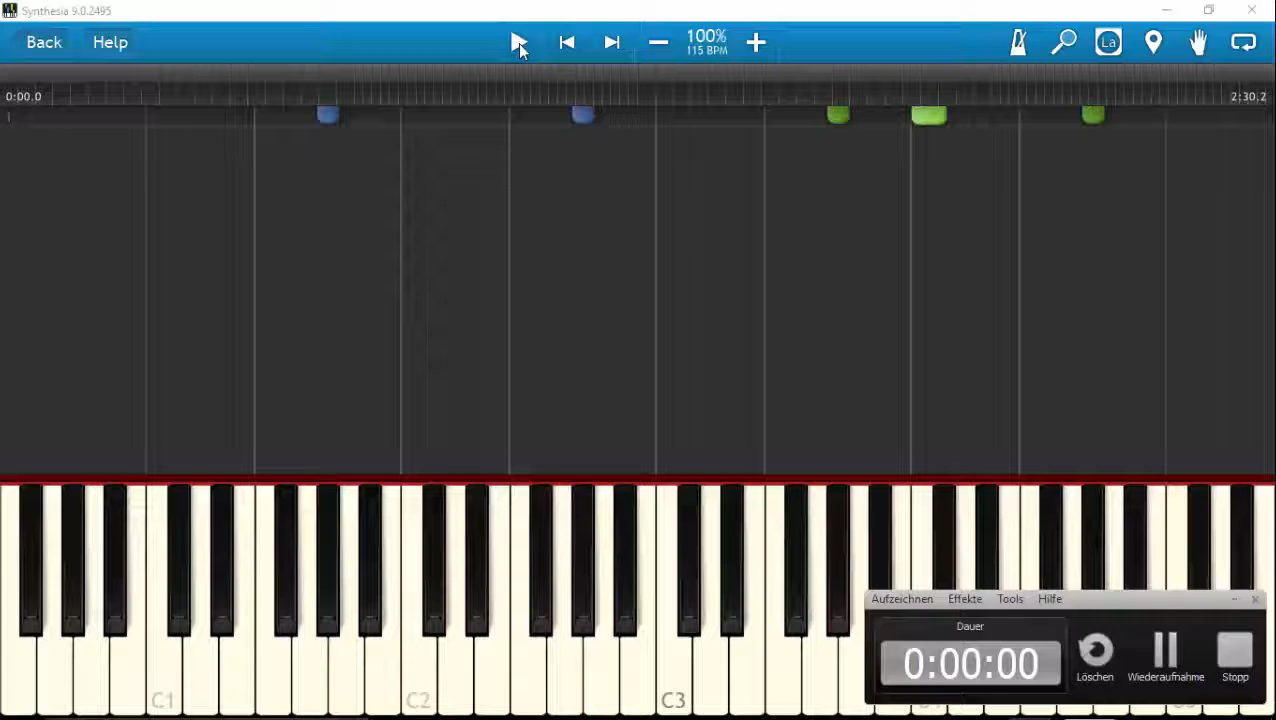 Synthesia 9.0.2495
Back Help 100% La
115 BPM
0:00.0 2:30.2
Aufzeichnen Effekte Tools Hilfe
Dauer
0:00:00
Löschen Wiederaufnahme Stopp
C1 C2 C3